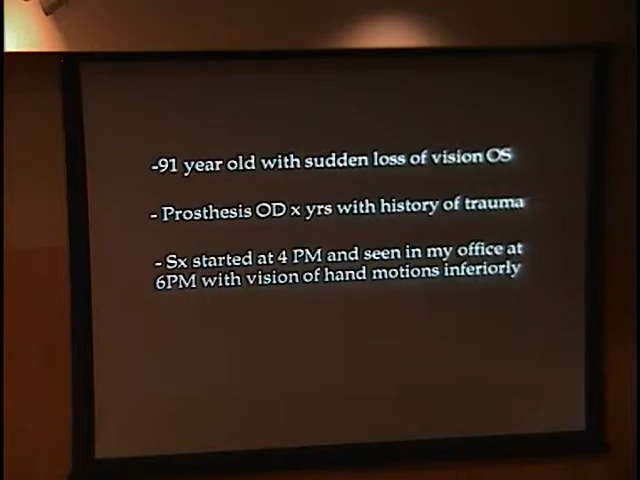 -91 year old with sudden loss of vision OS
- Prosthesis OD x yrs with history of trauma
- Sx started at 4 PM and seen in my office at
6PM with vision of hand motions inferiorly